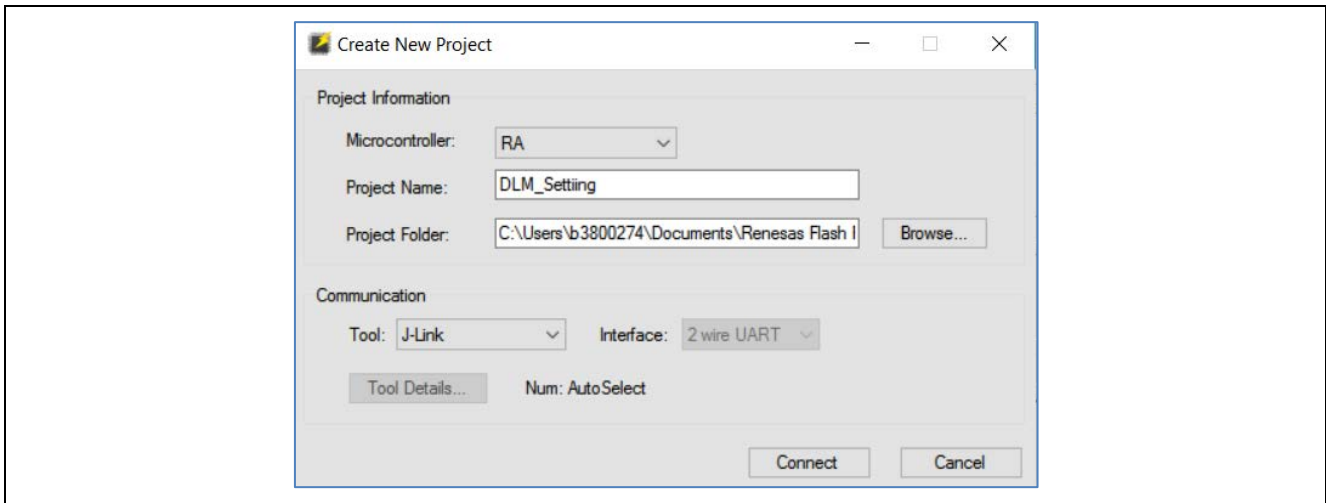 Create New Project
Project Information
Microcontroller: RA
Project Name: DLM_Settiing
Project Folder: C:\Users\b3800274\Documents\Renesas Flash Browse...
Communication
Tool: J-Link Interface: 2 wire UART
Tool Details... Num: AutoSelect
Connect Cancel